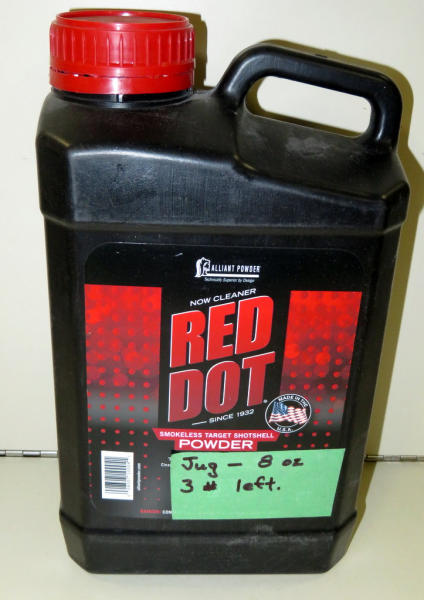 ALLIANT POWDER
Technically Superior by Design
NOW CLEANER
RED
DOT
SINCE 1932
MADE IN THE
U.S.A.
SMOKELESS TARGET SHOTSHELL
POWDER
Jug - 8 oz
3 # left.